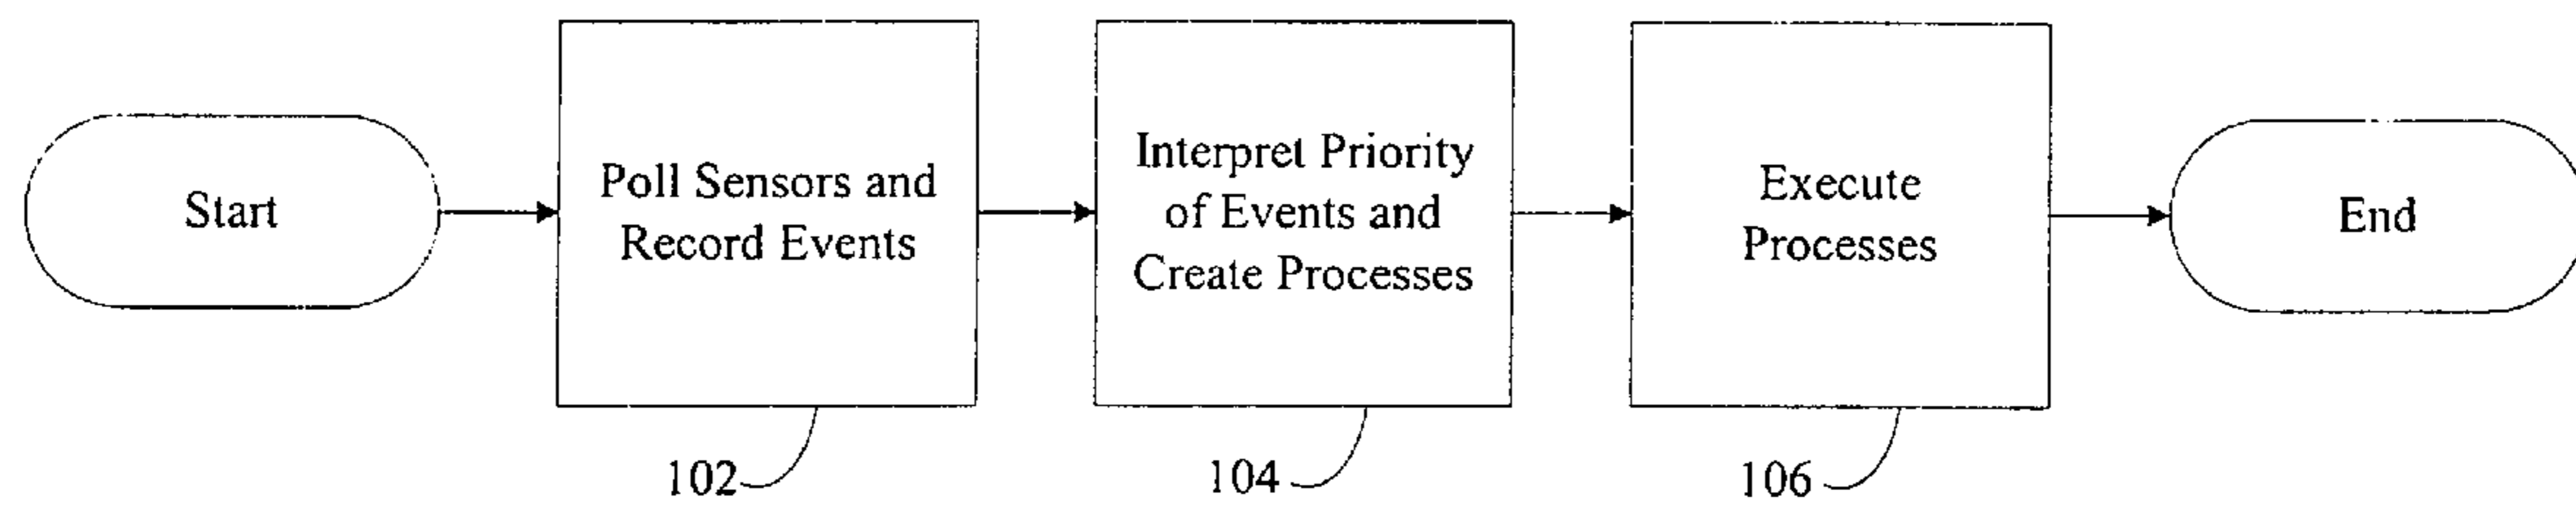 Start
Poll Sensors and
Record Events
Interpret Priority
of Events and
Create Processes
Execute
Processes
End
102
104
106